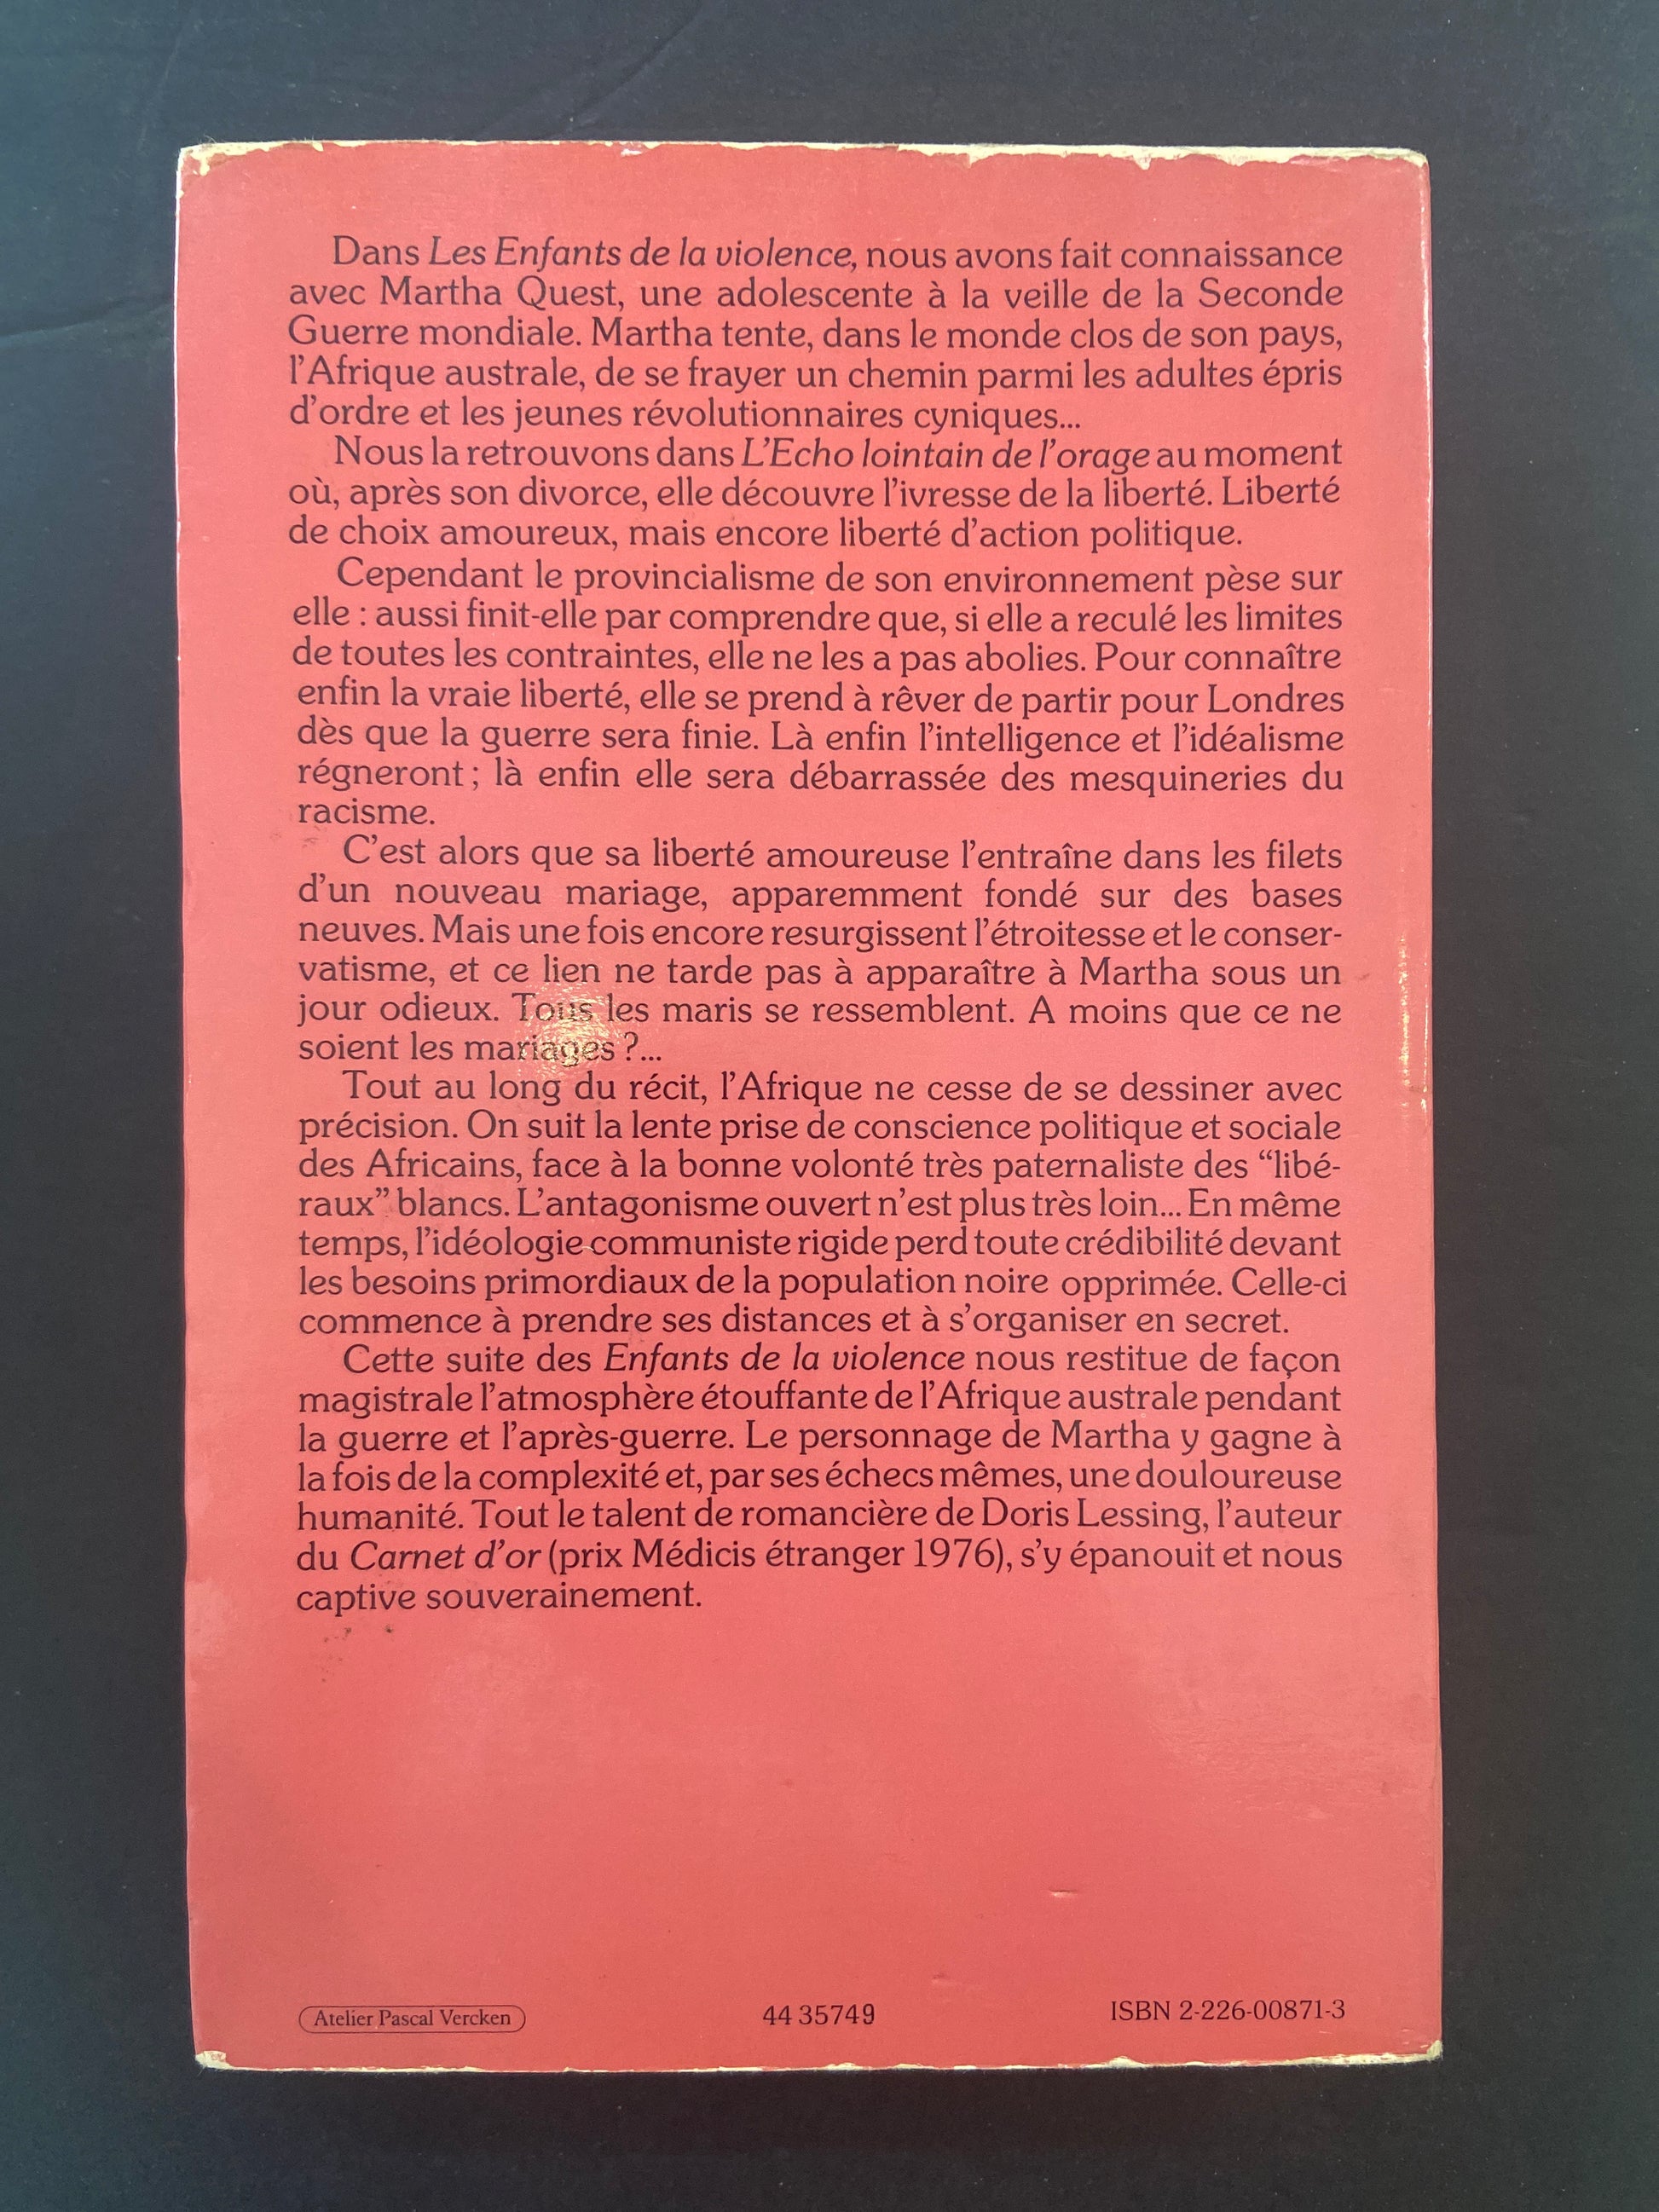 Dans Les Enfants de la violence, nous avons fait connaissance
avec Martha Quest, une adolescente à la veille de la Seconde
Guerre mondiale. Martha tente, dans le monde clos de son pays,
l'Afrique australe, de se frayer un chemin parmi les adultes épris
d'ordre et les jeunes révolutionnaires cyniques...
Nous la retrouvons dans L'Echo lointain de l'orage au moment
où, après son divorce, elle découvre l'ivresse de la liberté. Liberté
de choix amoureux, mais encore liberté d'action politique.
Cependant le provincialisme de son environnement pèse sur
elle : aussi finit-elle par comprendre que, si elle a reculé les limites
de toutes les contraintes, elle ne les a pas abolies. Pour connaître
enfin la vraie liberté, elle se prend à rêver de partir pour Londres
dès que la guerre sera finie. Là enfin l'intelligence et l'idéalisme
régneront ; là enfin elle sera débarrassée des mesquineries du
racisme.
C'est alors que sa liberté amoureuse l'entraîne dans les filets
d'un nouveau mariage, apparemment fondé sur des bases
neuves. Mais une fois encore resurgissent l'étroitesse et le conser-
vatisme, et ce lien ne tarde pas à apparaître à Martha sous un
jour odieux. Tous les maris se ressemblent. A moins que ce ne
soient les mariages ?...
Tout au long du récit, l'Afrique ne cesse de se dessiner avec
précision. On suit la lente prise de conscience politique et sociale
des Africains, face à la bonne volonté très paternaliste des “libé-
raux” blancs. L'antagonisme ouvert n'est plus très loin... En même
temps, l'idéologie communiste rigide perd toute crédibilité devant
les besoins primordiaux de la population noire opprimée. Celle-ci
commence à prendre ses distances et à s'organiser en secret.
Cette suite des Enfants de la violence nous restitue de façon
magistrale l'atmosphère étouffante de l'Afrique australe pendant
la guerre et l'après-guerre. Le personnage de Martha y gagne à
la fois de la complexité et, par ses échecs mêmes, une douloureuse
humanité. Tout le talent de romancière de Doris Lessing, l'auteur
du Carnet d'or (prix Médicis étranger 1976), s'y épanouit et nous
captive souverainement.
Atelier Pascal Vercken
44 35749
ISBN 2-226-00871-3